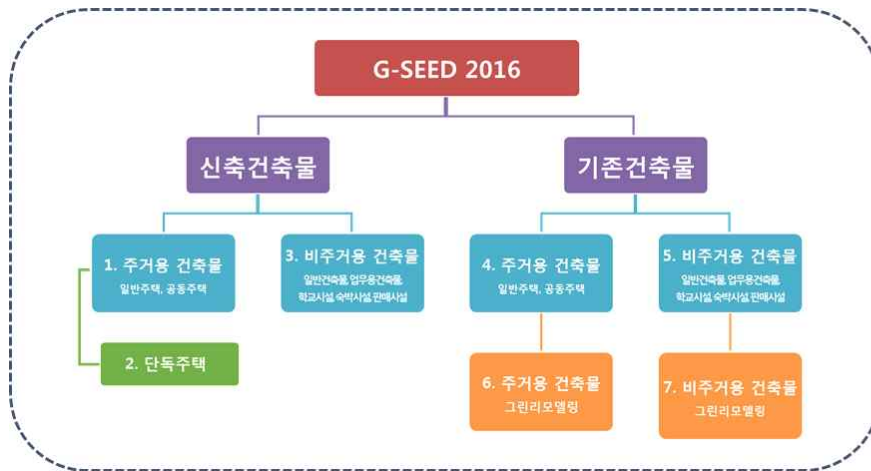 G-SEED 2016
신축건축물
기존건축물
1. 주거용 건축물
일반주택, 공동주택
3. 비주거용 건축물
일반건축물, 업무용건축물,
학교시설, 숙박시설, 판매시설
4. 주거용 건축물
일반주택, 공동주택
5. 비주거용 건축물
일반건축물, 업무용건축물,
학교시설, 숙박시설, 판매시설
2. 단독주택
6. 주거용 건축물
그린리모델링
7. 비주거용 건축물
그린리모델링